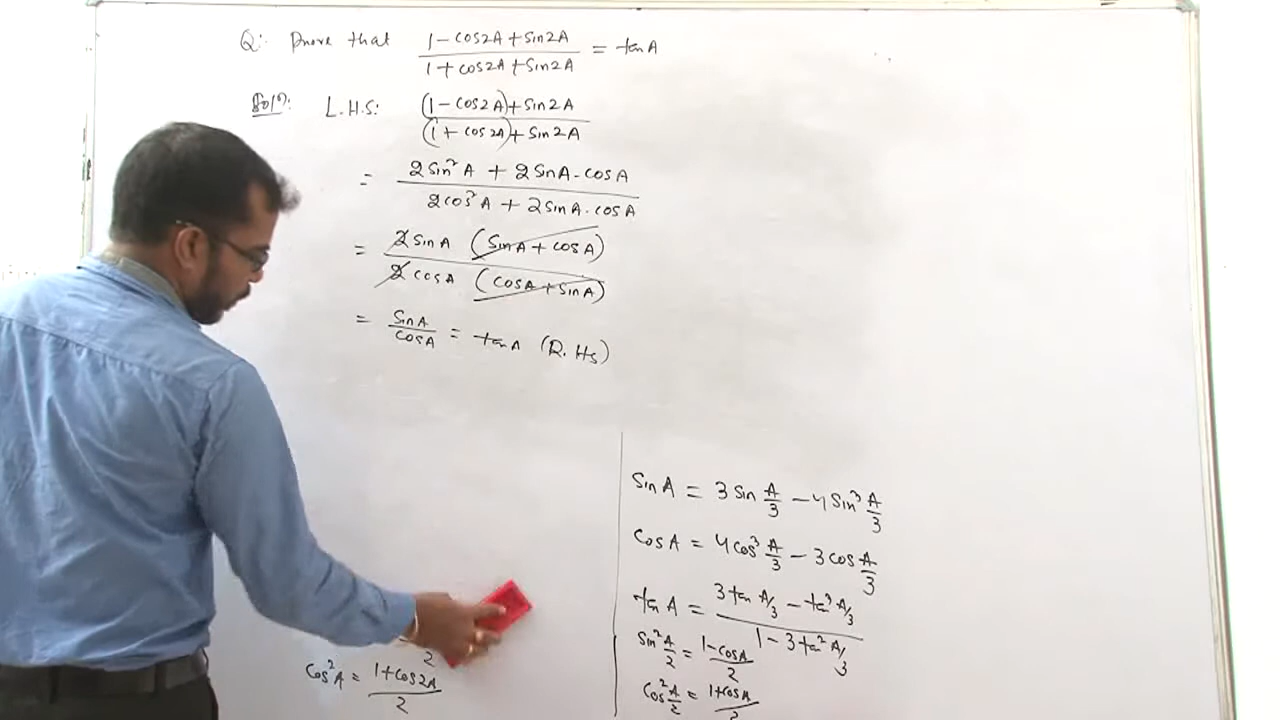 Q:- Prove that (1-cos2A+Sin2A)/(1+cos2A+Sin2A) = tanA
Soln: L.H.S: ((1-cos2A)+Sin2A)/((1+cos2A)+Sin2A)
= (2Sin²A + 2SinA-cosA)/(2cos²A + 2SinA.cosA)
= (2SinA (SinA+cosA))/(2cosA (cosA+SinA))
= SinA/cosA = tanA (R.Hs)
2
Cos²A = (1+cos2A)/2
SinA = 3Sin A/3 - 4Sin³ A/3
CosA = 4cos³ A/3 - 3cos A/3
tanA = (3tan A/3 - tan³ A/3)/(1-3tan² A/3)
Sin² A/2 = (1-cosA)/2
Cos² A/2 = (1+cosA)/2